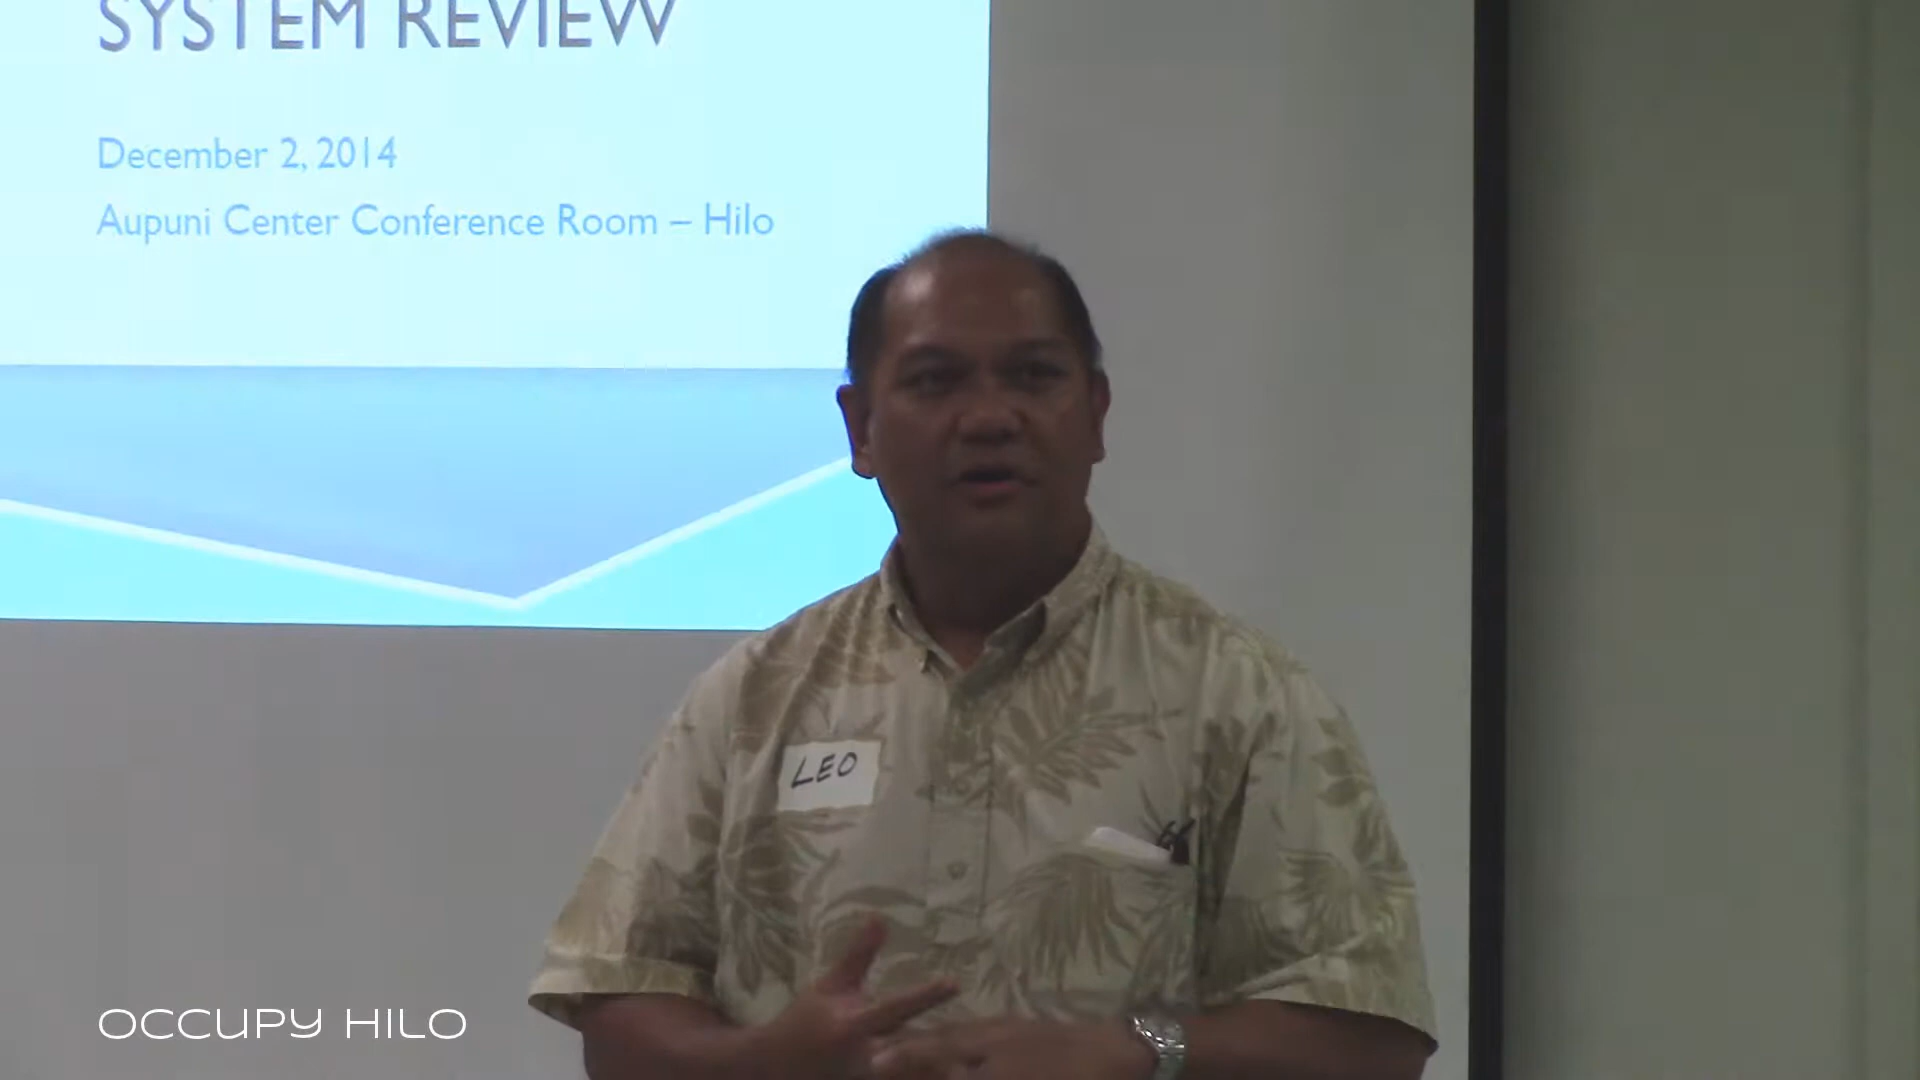 SYSTEM REVIEW
December 2, 2014
Aupuni Center Conference Room – Hilo
LEO
OCCUPY HILO